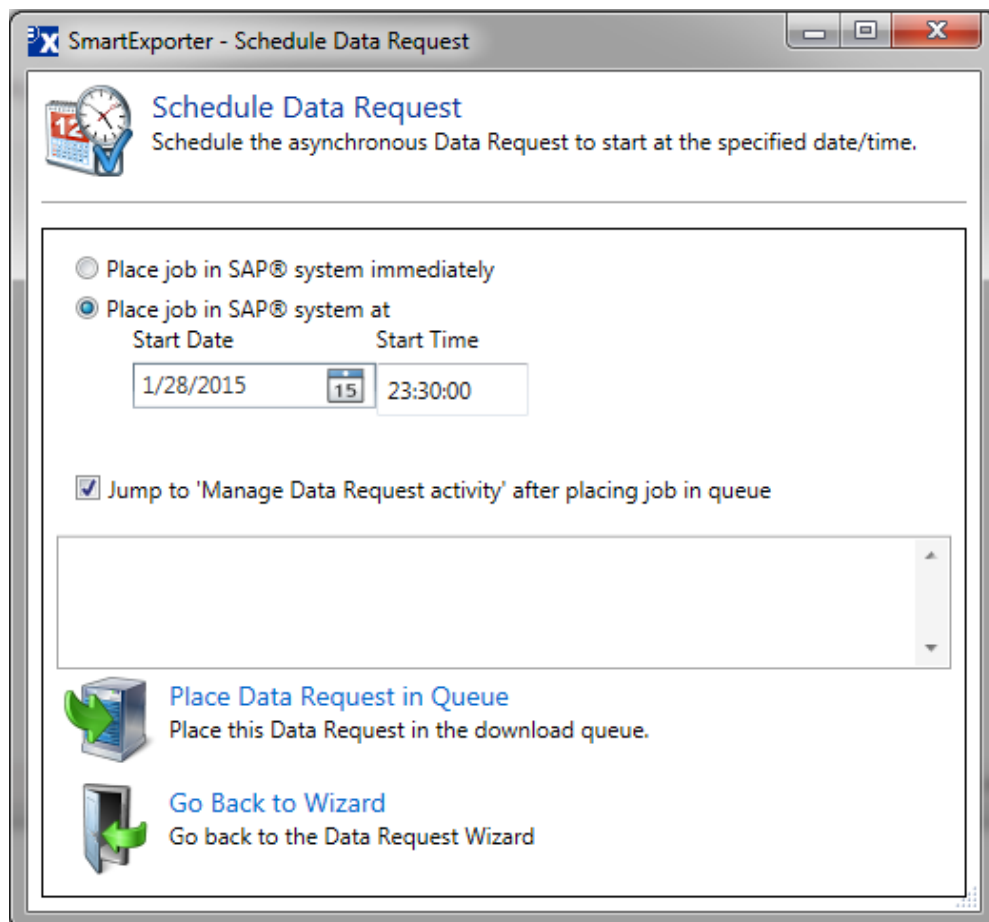 SmartExporter - Schedule Data Request
Schedule Data Request
Schedule the asynchronous Data Request to start at the specified date/time.
12
Place job in SAP® system immediately
Place job in SAP® system at
Start Date Start Time
1/28/2015 15 23:30:00
Jump to 'Manage Data Request activity' after placing job in queue
Place Data Request in Queue
Place this Data Request in the download queue.
Go Back to Wizard
Go back to the Data Request Wizard